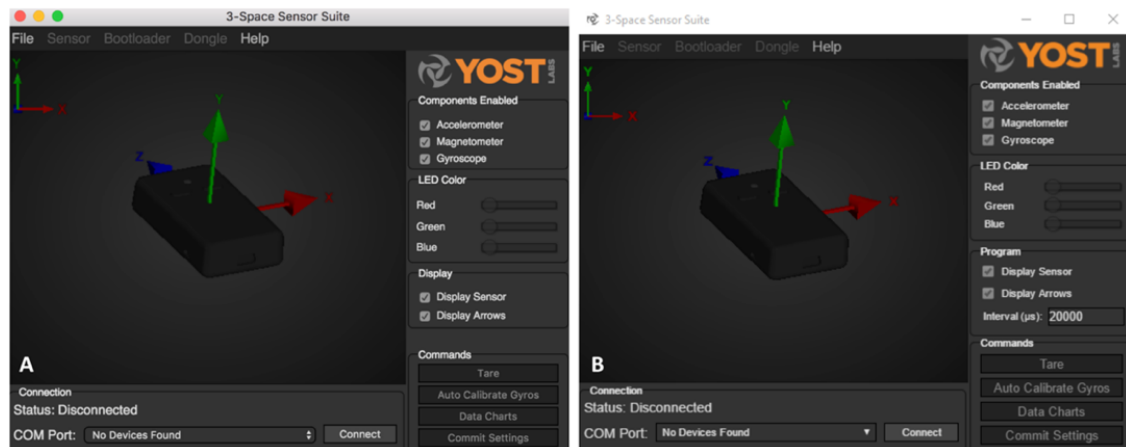 3-Space Sensor Suite
File Sensor Bootloader Dongle Help
Y
X
Y
Z
X
YOST LABS
Components Enabled
Accelerometer
Magnetometer
Gyroscope
LED Color
Red
Green
Blue
Display
Display Sensor
Display Arrows
Commands
Tare
Auto Calibrate Gyros
Data Charts
Commit Settings
A
Connection
Status: Disconnected
COM Port: No Devices Found Connect
3-Space Sensor Suite
File Sensor Bootloader Dongle Help
Y
X
Y
Z
X
YOST LABS
Components Enabled
Accelerometer
Magnetometer
Gyroscope
LED Color
Red
Green
Blue
Program
Display Sensor
Display Arrows
Interval (µs): 20000
Commands
Tare
Auto Calibrate Gyros
Data Charts
Commit Settings
B
Connection
Status: Disconnected
COM Port: No Devices Found Connect